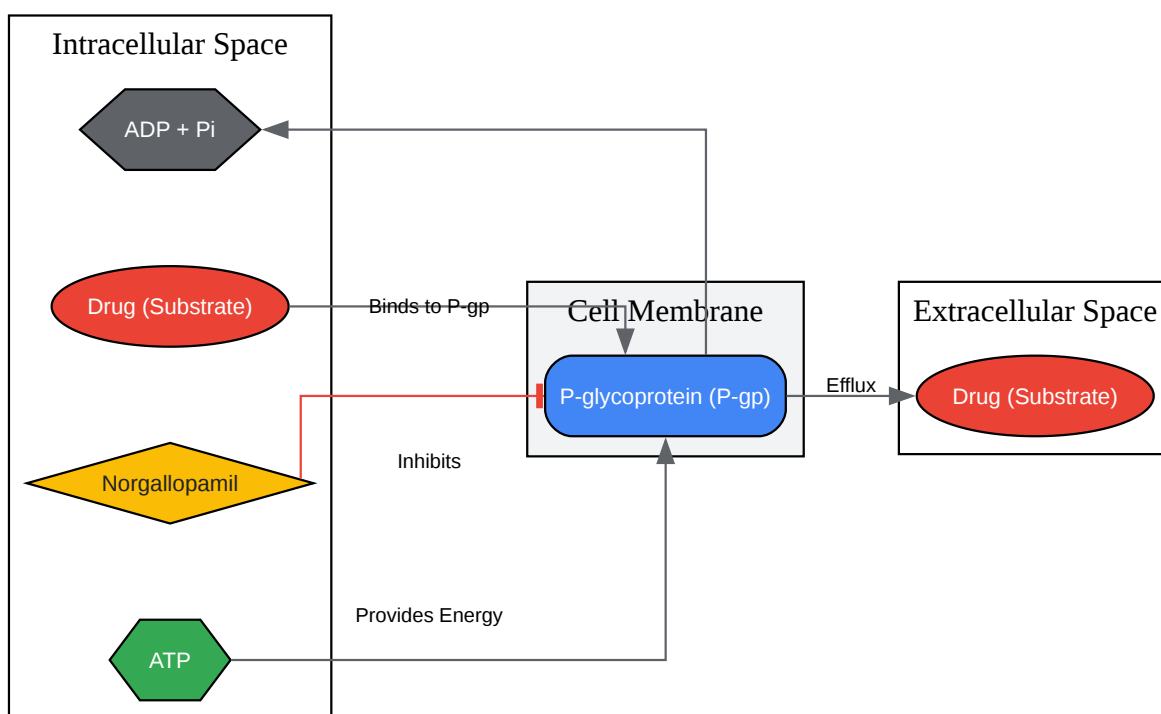 Intracellular Space
ADP + Pi
Drug (Substrate)
Binds to P-gp
Norgallopamil
Inhibits
Provides Energy
ATP
Cell Membrane
P-glycoprotein (P-gp)
Efflux
Extracellular Space
Drug (Substrate)